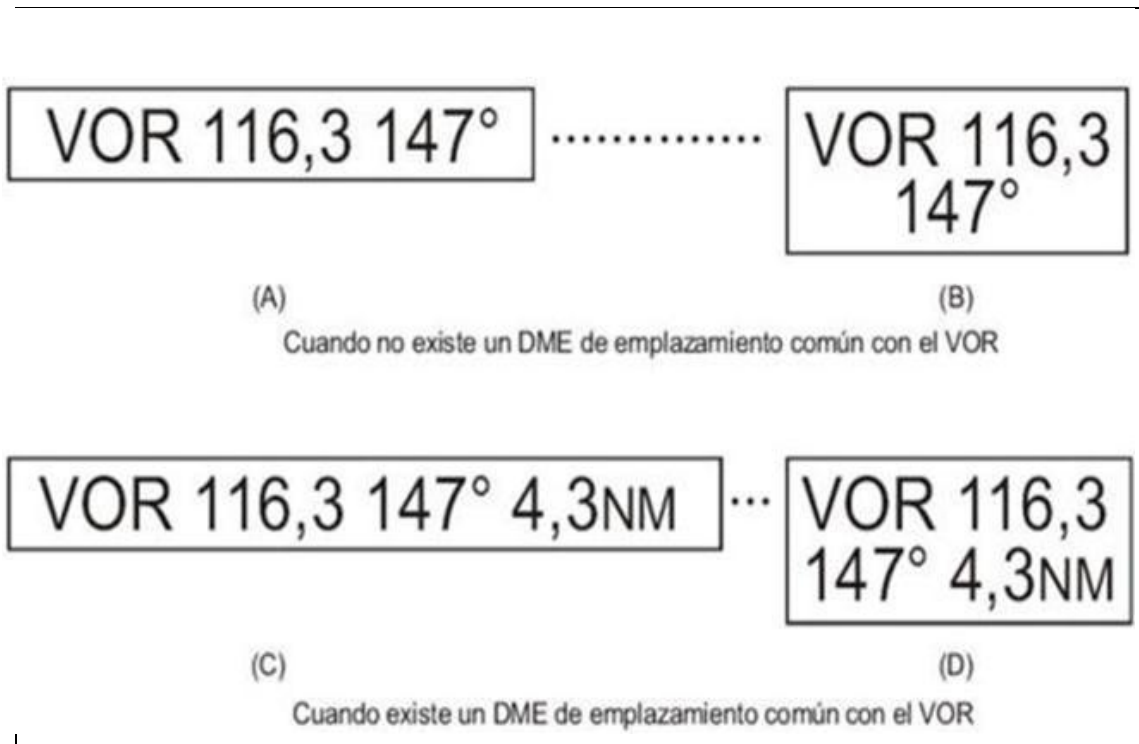 VOR 116,3 147°
VOR 116,3
147°
(A)
(B)
Cuando no existe un DME de emplazamiento común con el VOR
VOR 116,3 147° 4,3NM
VOR 116,3
147° 4,3NM
(C)
(D)
Cuando existe un DME de emplazamiento común con el VOR